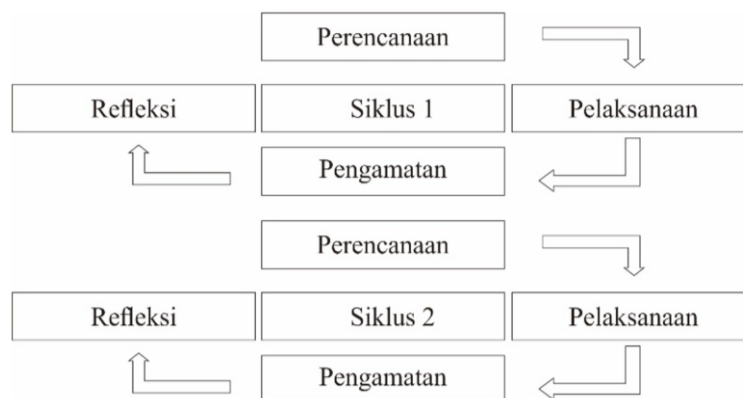 Perencanaan
Refleksi
Siklus 1
Pelaksanaan
Pengamatan
Perencanaan
Refleksi
Siklus 2
Pelaksanaan
Pengamatan